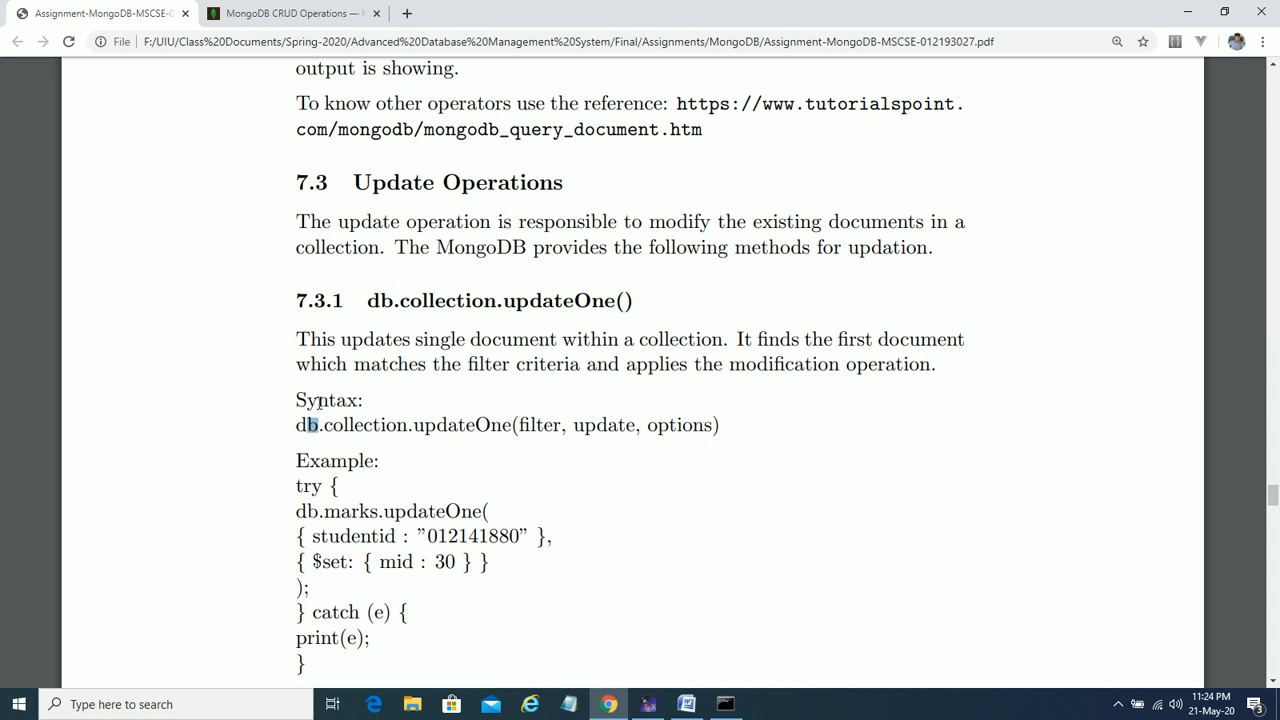 Assignment-MongoDB-MSCSE-0
MongoDB CRUD Operations — M
File
F:/UIU/Class%20Documents/Spring-2020/Advanced%20Database%20Management%20System/Final/Assignments/MongoDB/Assignment-MongoDB-MSCSE-012193027.pdf
output is showing.
To know other operators use the reference: https://www.tutorialspoint.
com/mongodb/mongodb_query_document.htm
7.3 Update Operations
The update operation is responsible to modify the existing documents in a
collection. The MongoDB provides the following methods for updation.
7.3.1 db.collection.updateOne()
This updates single document within a collection. It finds the first document
which matches the filter criteria and applies the modification operation.
Syntax:
db.collection.updateOne(filter, update, options)
Example:
try {
db.marks.updateOne(
{ studentid : ”012141880” },
{ $set: { mid : 30 } }
);
} catch (e) {
print(e);
}
Type here to search
11:24 PM
21-May-20
3